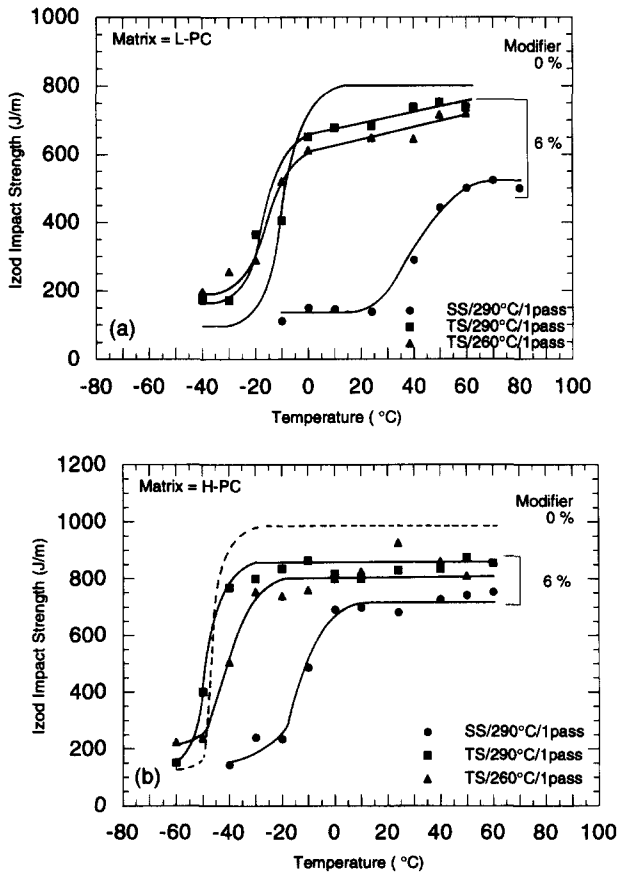 Matrix = L-PC
Modifier
0 %
6 %
1000
800
600
400
200
0
Izod Impact Strength (J/m)
(a)
SS/290°C/1pass
TS/290°C/1pass
TS/260°C/1pass
-80 -60 -40 -20 0 20 40 60 80 100
Temperature ( °C)
Matrix = H-PC
Modifier
0 %
6 %
1200
1000
800
600
400
200
0
Izod Impact Strength (J/m)
(b)
SS/290°C/1pass
TS/290°C/1pass
TS/260°C/1pass
-80 -60 -40 -20 0 20 40 60 80 100
Temperature ( °C)